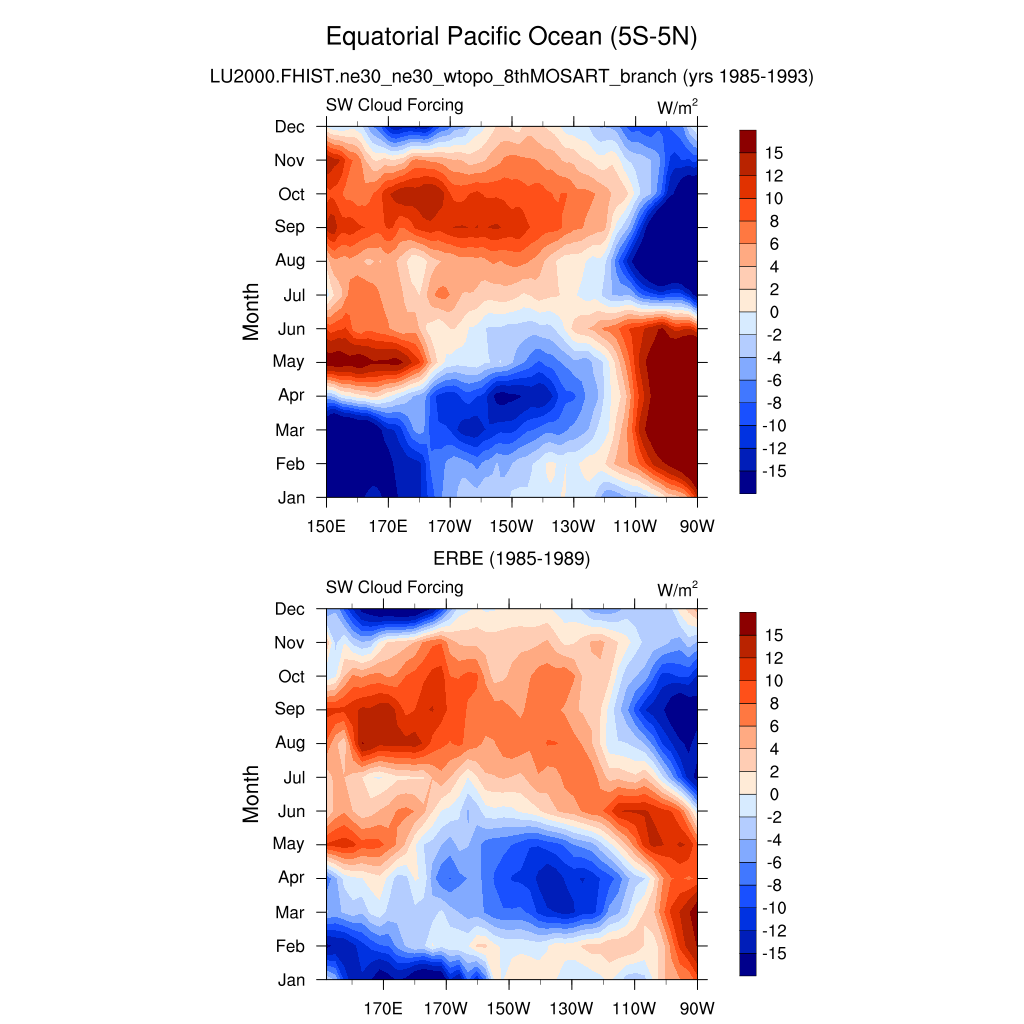 Equatorial Pacific Ocean (5S-5N)
LU2000.FHIST.ne30_ne30_wtopo_8thMOSART_branch (yrs 1985-1993)
SW Cloud Forcing W/m2
Dec
Nov
Oct
Sep
Aug
Jul
Jun
May
Apr
Mar
Feb
Jan
Month
150E 170E 170W 150W 130W 110W 90W
15
12
10
8
6
4
2
0
-2
-4
-6
-8
-10
-12
-15
ERBE (1985-1989)
SW Cloud Forcing W/m2
Dec
Nov
Oct
Sep
Aug
Jul
Jun
May
Apr
Mar
Feb
Jan
Month
170E 170W 150W 130W 110W 90W
15
12
10
8
6
4
2
0
-2
-4
-6
-8
-10
-12
-15